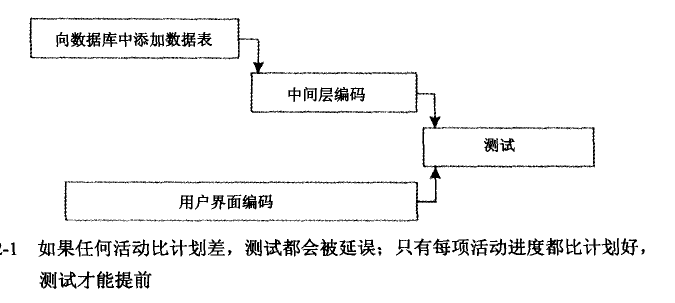 向数据库中添加数据表
中间层编码
测试
用户界面编码
2-1 如果任何活动比计划差，测试都会被延误；只有每项活动进度都比计划好，
测试才能提前